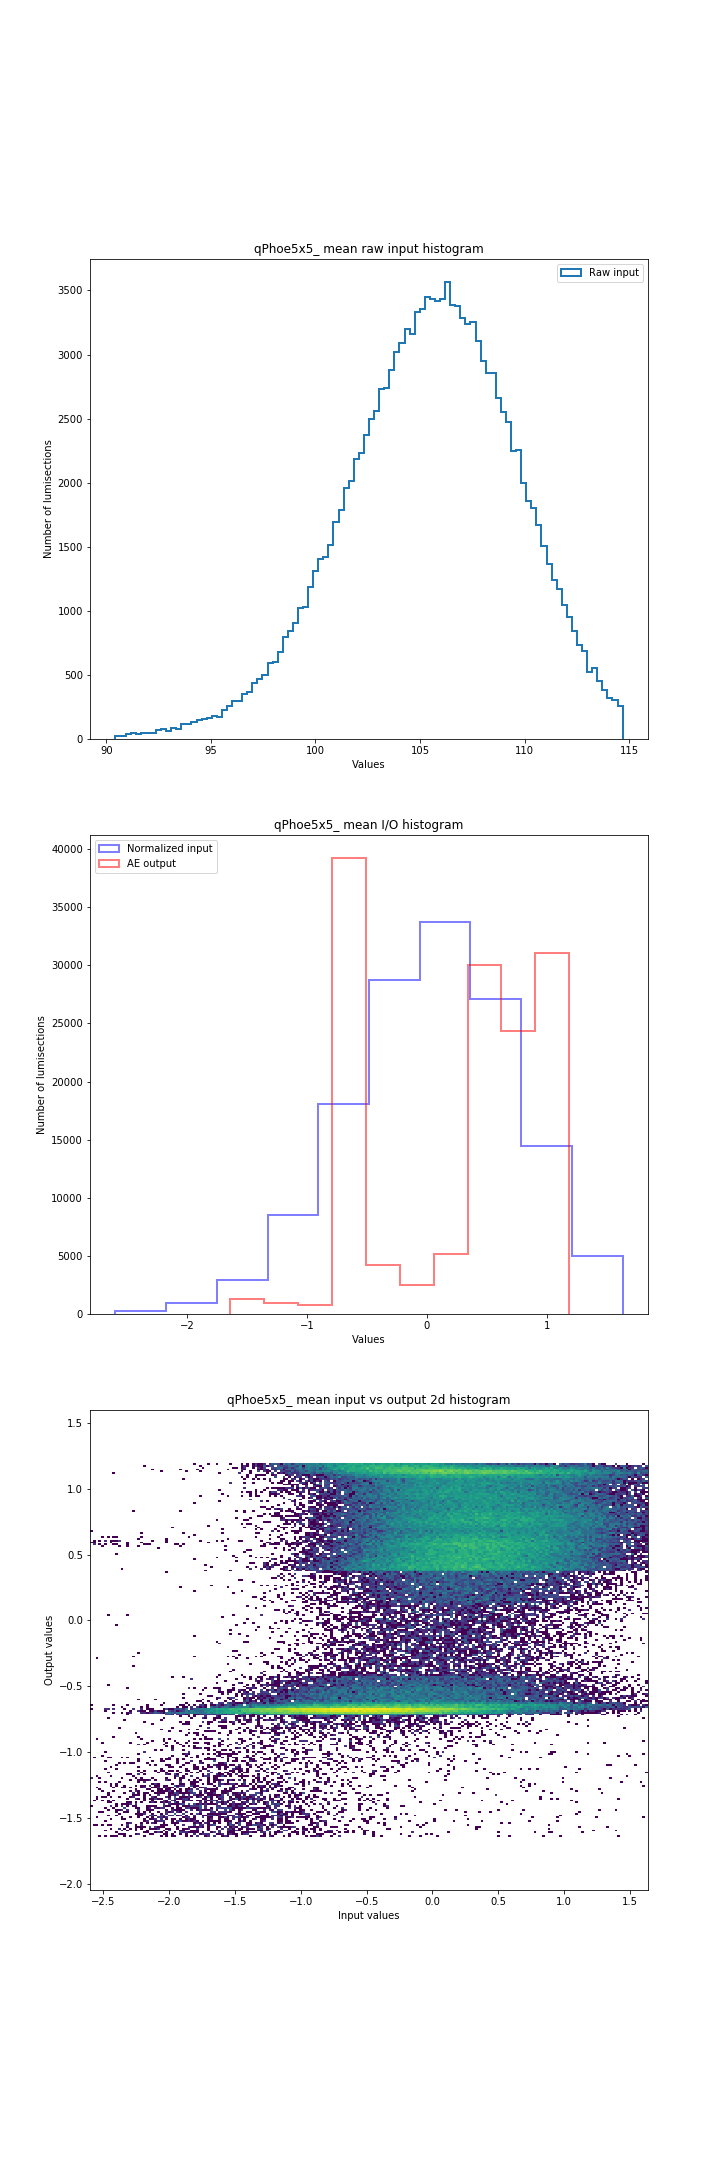 qPhoe5x5_ mean raw input histogram
Raw input
3500
3000
2500
2000
1500
1000
500
0
Number of lumisections
90 95 100 105 110 115
Values
qPhoe5x5_ mean I/O histogram
Normalized input
AE output
40000
35000
30000
25000
20000
15000
10000
5000
0
Number of lumisections
−2 −1 0 1
Values
qPhoe5x5_ mean input vs output 2d histogram
1.5
1.0
0.5
0.0
−0.5
−1.0
−1.5
−2.0
Output values
−2.5 −2.0 −1.5 −1.0 −0.5 0.0 0.5 1.0 1.5
Input values